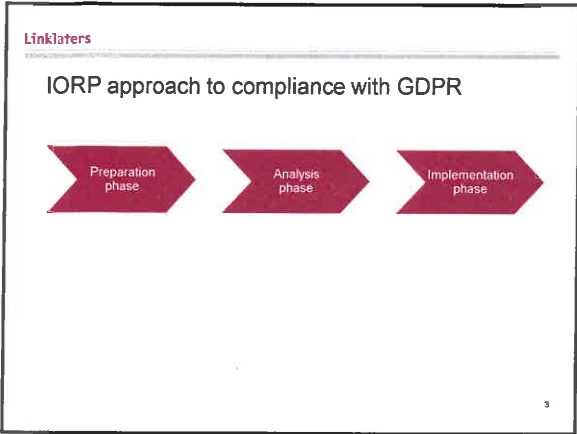 Linklaters
IORP approach to compliance with GDPR
Preparation
phase
Analysis
phase
Implementation
phase
3